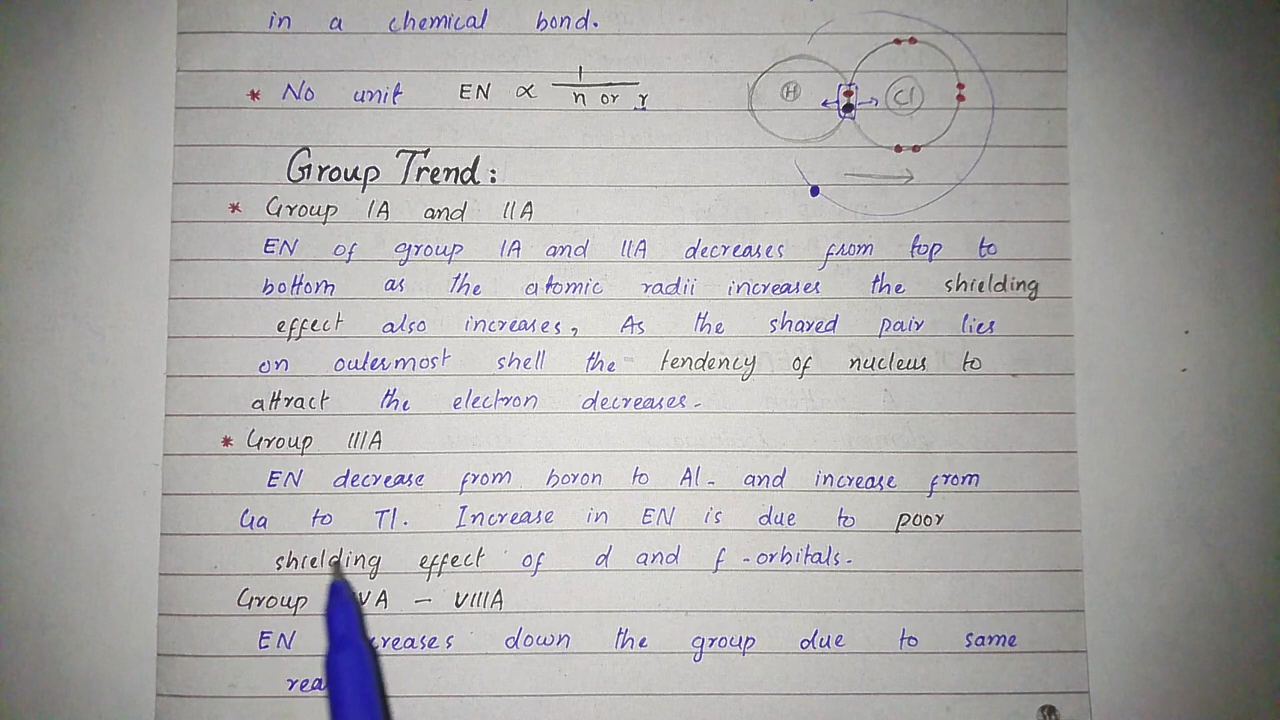 in a chemical bond.
* No unit EN ∝ 1 / n or r
H Cl
Group Trend:
* Group IA and IIA
EN of group IA and IIA decreases from top to
bottom as the atomic radii increases the shielding
effect also increases, As the shared pair lies
on outermost shell the tendency of nucleus to
attract the electron decreases.
* Group IIIA
EN decrease from boron to Al- and increase from
Ga to Tl. Increase in EN is due to poor
shielding effect of d and f -orbitals.
Group VA - VIIIA
EN creases down the group due to same